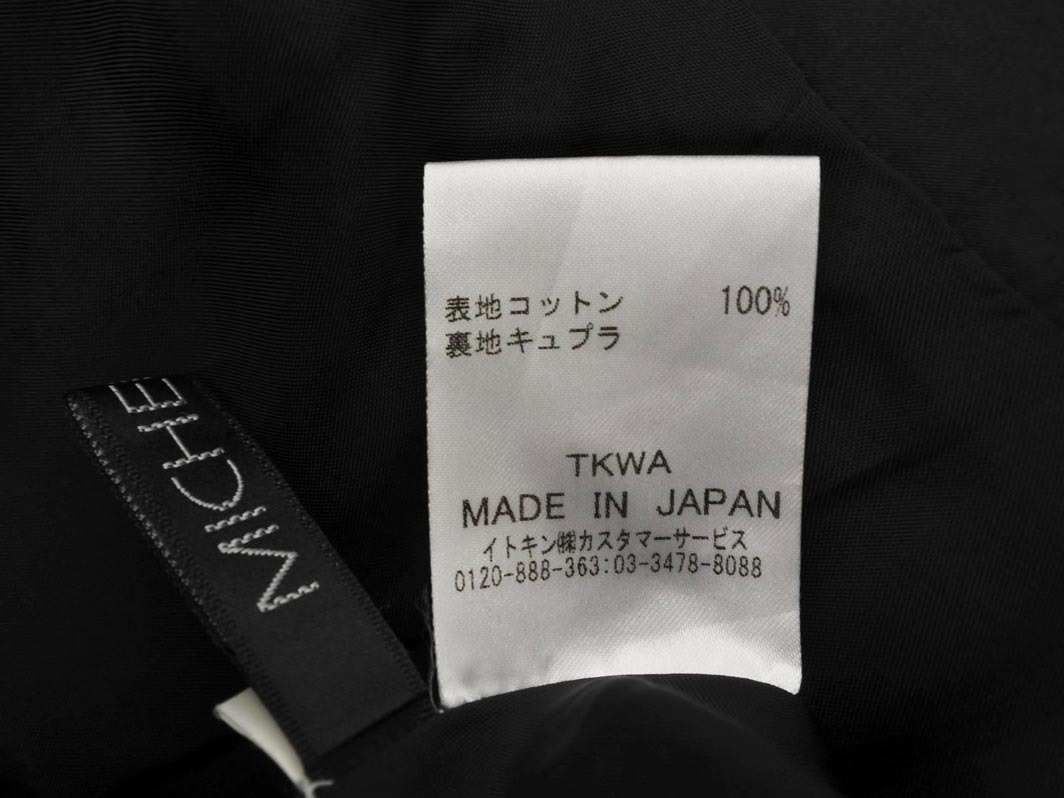 表地コットン 100%
裏地キュプラ
TKWA
MADE IN JAPAN
イトキン㈱カスタマーサービス
0120-888-363:03-3478-8088
MICHE